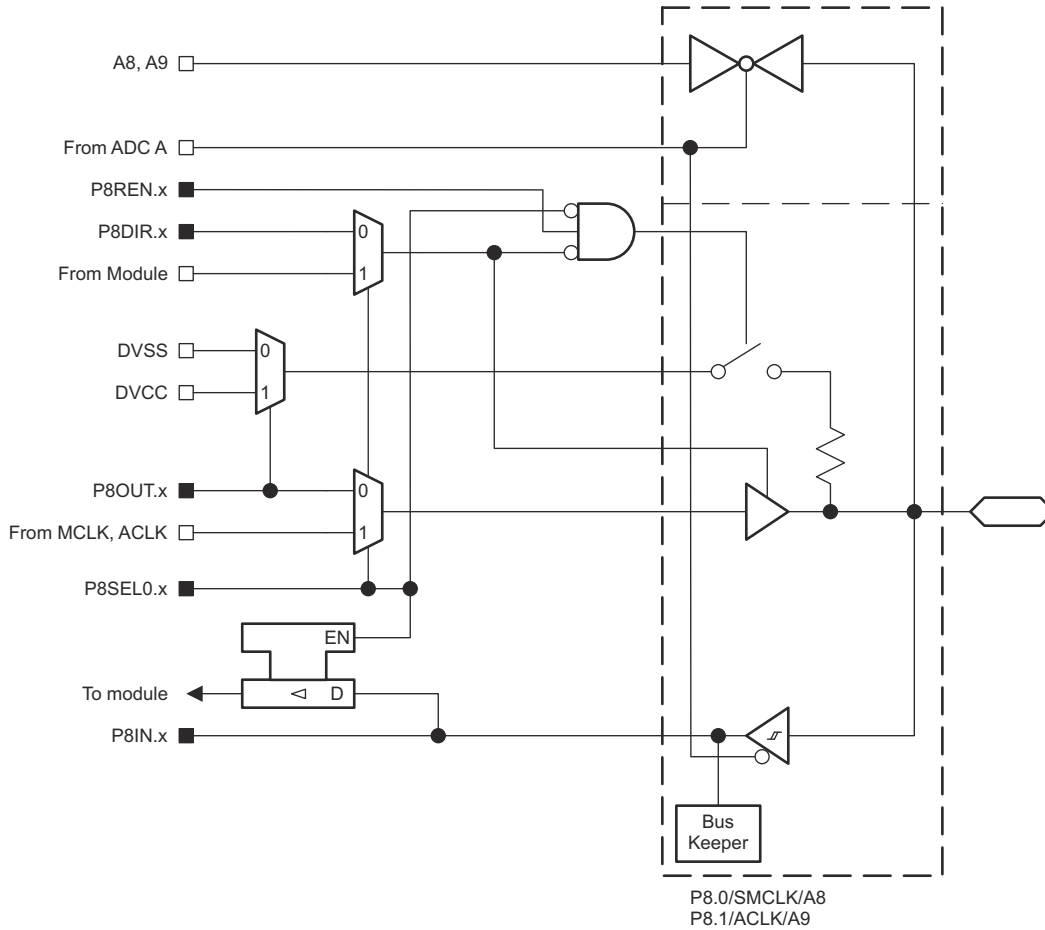 A8, A9
From ADC A
P8REN.x
P8DIR.x
0
From Module
1
DVSS
0
DVCC
1
P8OUT.x
0
From MCLK, ACLK
1
P8SEL0.x
EN
To module
D
P8IN.x
Bus
Keeper
P8.0/SMCLK/A8
P8.1/ACLK/A9